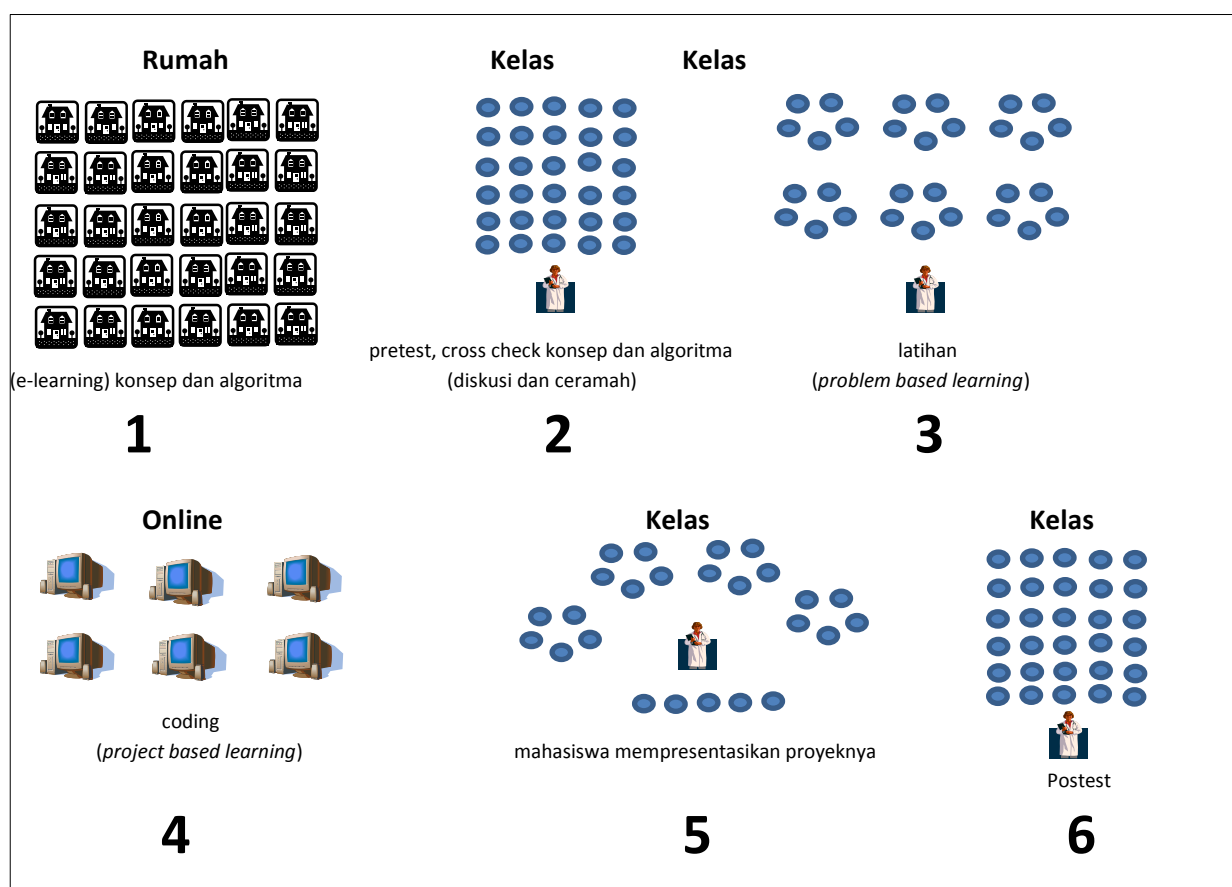 Rumah
(e-learning) konsep dan algoritma
1
Kelas
pretest, cross check konsep dan algoritma
(diskusi dan ceramah)
2
Kelas
latihan
(problem based learning)
3
Online
coding
(project based learning)
4
Kelas
mahasiswa mempresentasikan proyeknya
5
Kelas
Postest
6